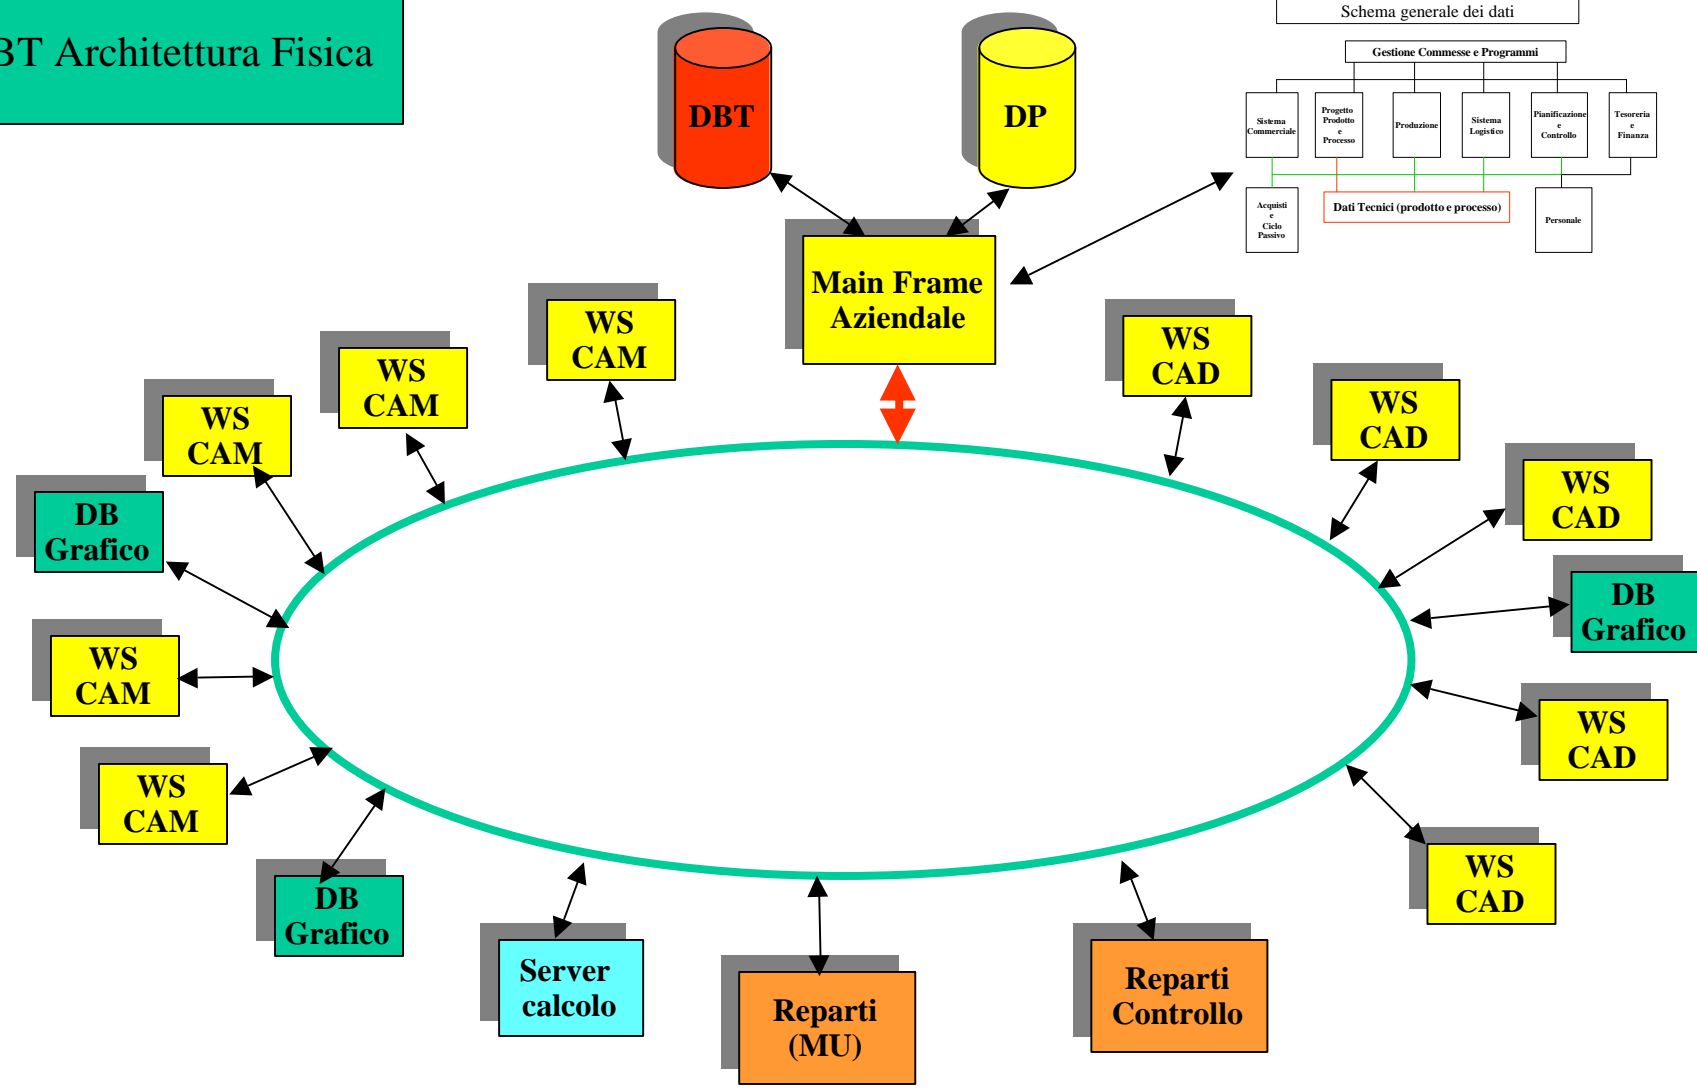 BT Architettura Fisica
DBT
DP
Schema generale dei dati
Gestione Commesse e Programmi
Sistema
Commerciale
Progetto
Prodotto
e
Processo
Produzione
Sistema
Logistico
Pianificazione
e
Controllo
Tesoreria
e
Finanza
Acquisti
e
Ciclo
Passivo
Dati Tecnici (prodotto e processo)
Personale
Main Frame
Aziendale
WS
CAM
WS
CAM
WS
CAM
WS
CAD
WS
CAD
WS
CAD
DB
Grafico
DB
Grafico
WS
CAM
WS
CAD
WS
CAM
WS
CAD
DB
Grafico
Server
calcolo
Reparti
(MU)
Reparti
Controllo